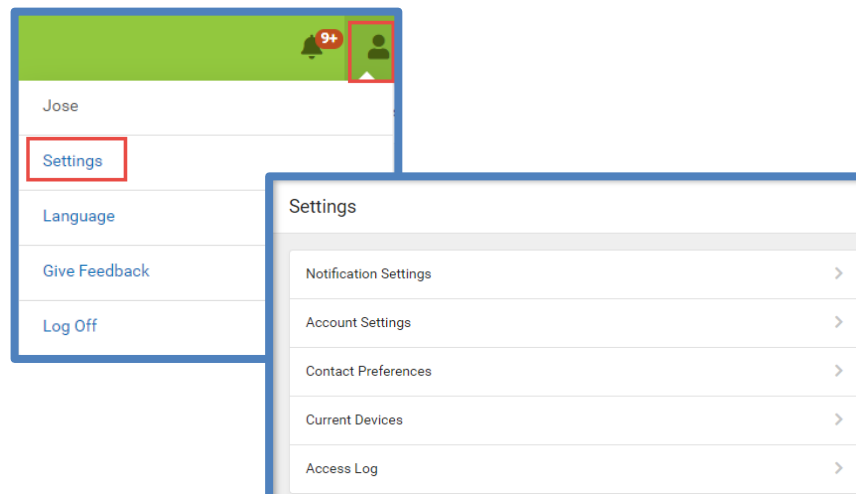 9+
Jose
Settings
Language
Give Feedback
Log Off
Settings
Notification Settings
Account Settings
Contact Preferences
Current Devices
Access Log